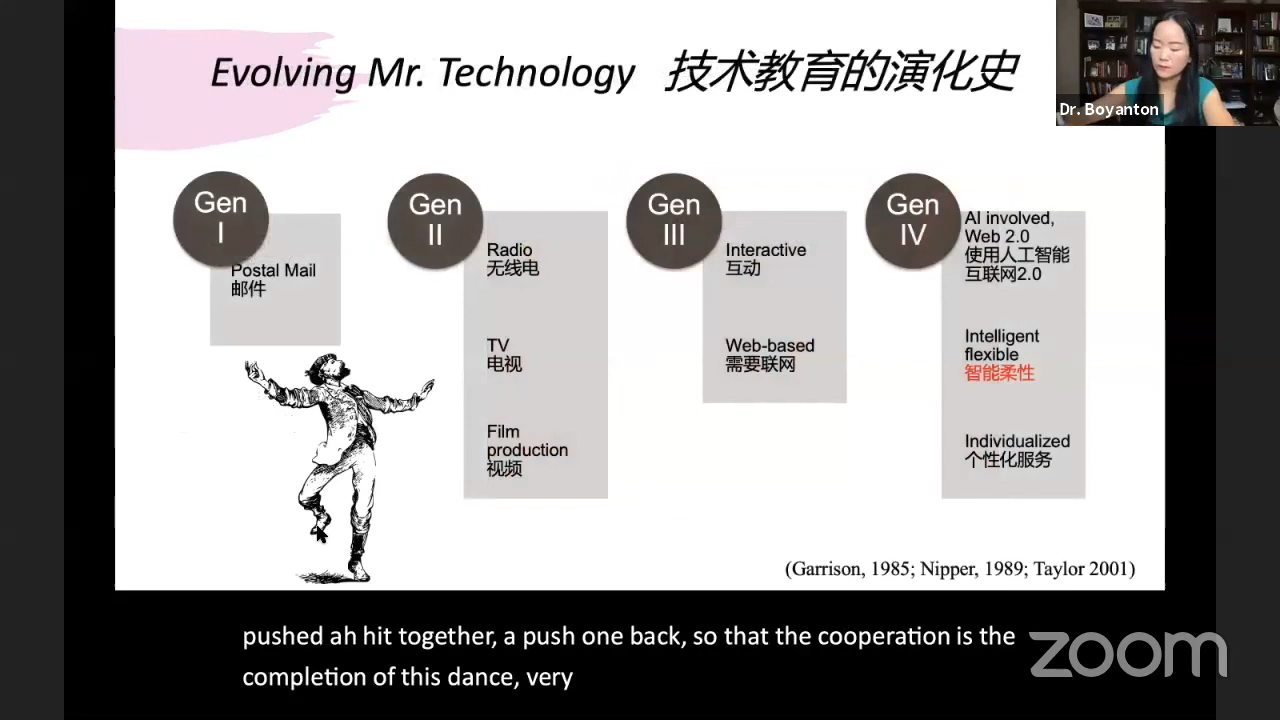 Evolving Mr. Technology 技术教育的演化史
Dr. Boyanton
Gen
I
Postal Mail
邮件
Gen
II
Radio
无线电
TV
电视
Film
production
视频
Gen
III
Interactive
互动
Web-based
需要联网
Gen
IV
AI involved,
Web 2.0
使用人工智能
互联网2.0
Intelligent
flexible
智能柔性
Individualized
个性化服务
(Garrison, 1985; Nipper, 1989; Taylor 2001)
pushed ah hit together, a push one back, so that the cooperation is the
completion of this dance, very
zoom